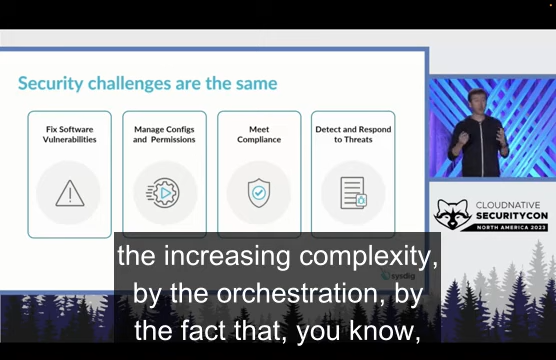 Security challenges are the same
Fix Software
Vulnerabilities
Manage Configs
and Permissions
Meet
Compliance
Detect and Respond
to Threats
sysdig
CLOUDNATIVE
SECURITYCON
NORTH AMERICA 2023
the increasing complexity,
by the orchestration, by
the fact that, you know,